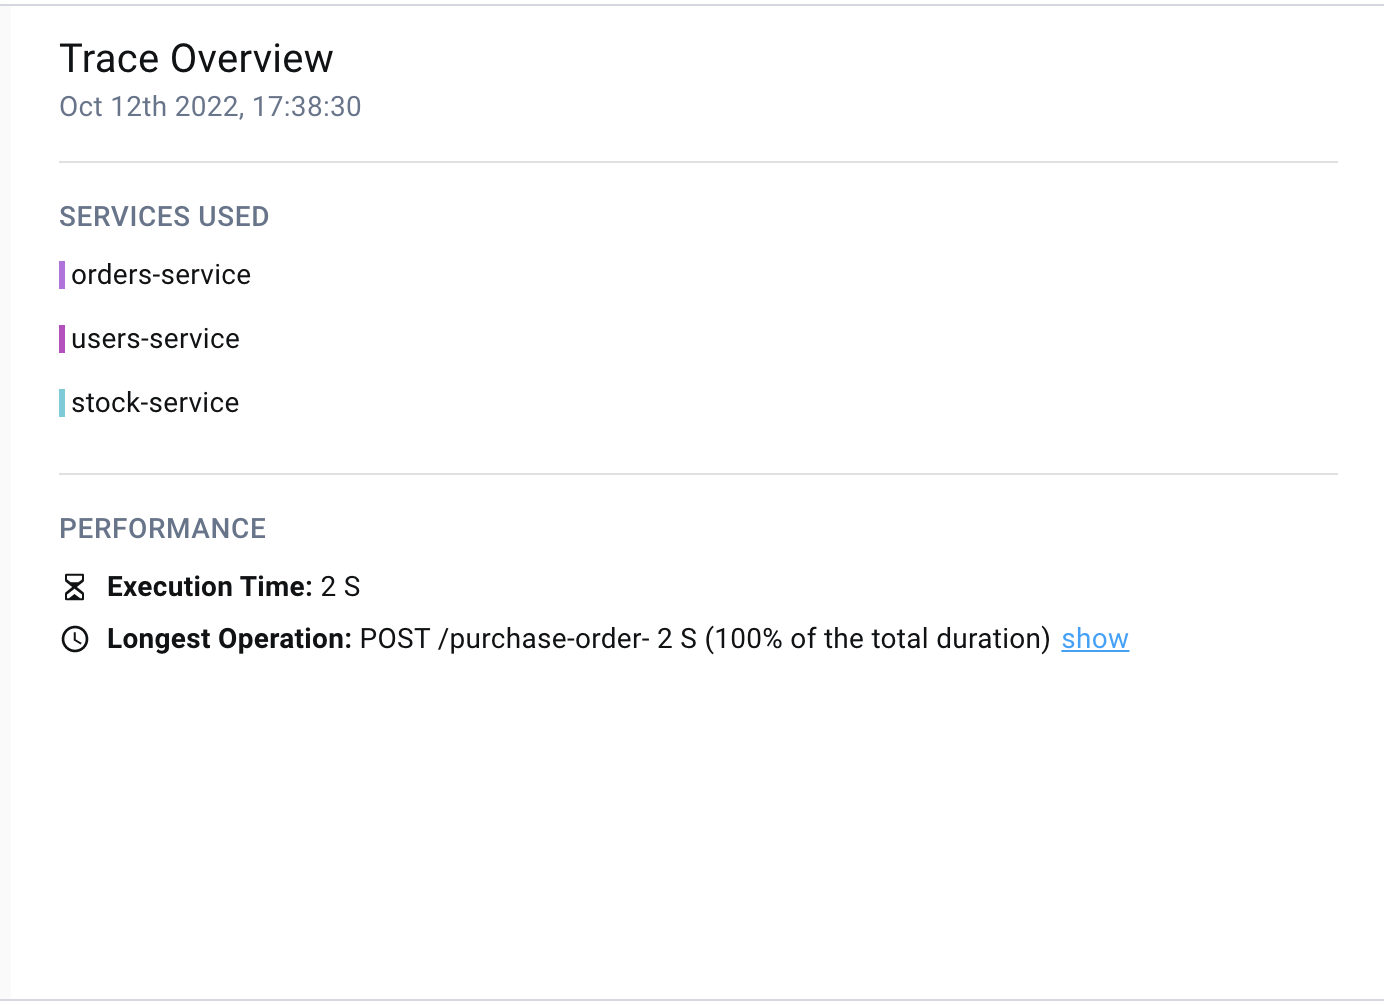 Trace Overview
Oct 12th 2022, 17:38:30
SERVICES USED
orders-service
users-service
stock-service
PERFORMANCE
Execution Time: 2 S
Longest Operation: POST /purchase-order- 2 S (100% of the total duration) show